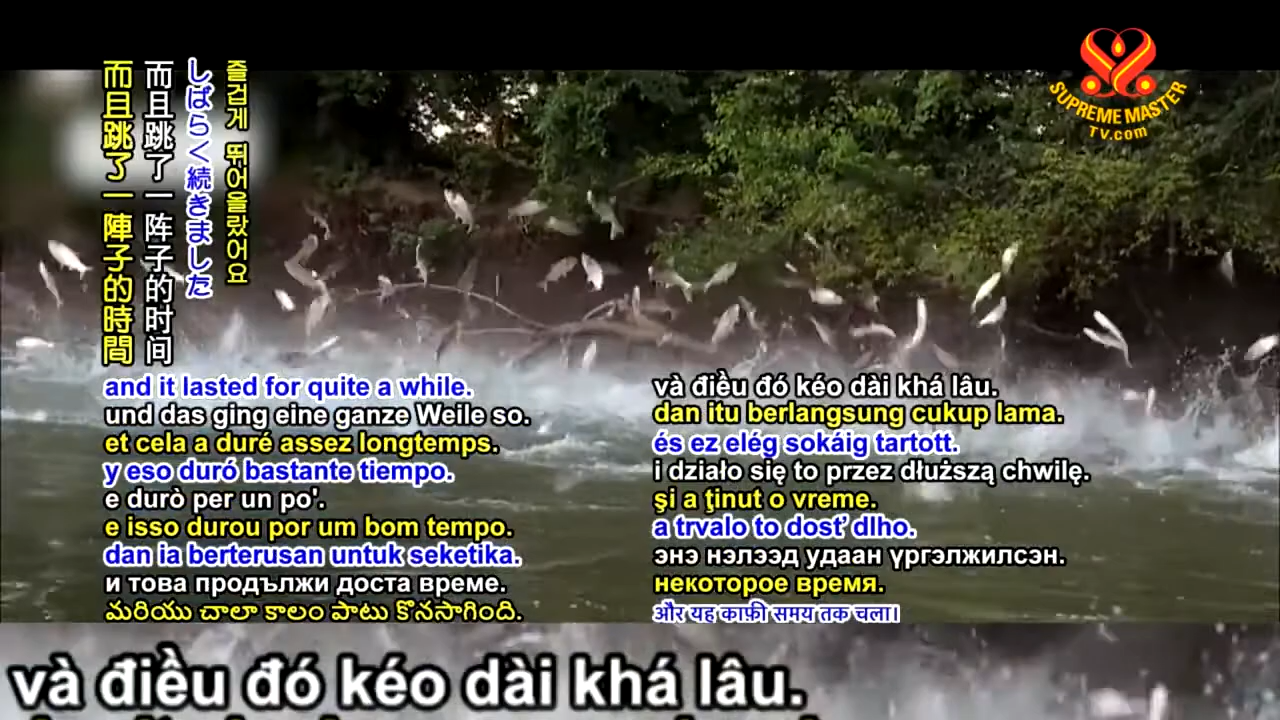 而且跳了一陣子的時間
而且跳了一阵子的时间
しばらく続きました
즐겁게 뛰어올랐어요
SUPREME MASTER
TV.com
and it lasted for quite a while.
und das ging eine ganze Weile so.
et cela a duré assez longtemps.
y eso duró bastante tiempo.
e durò per un po'.
e isso durou por um bom tempo.
dan ia berterusan untuk seketika.
и това продължи доста време.
మరియు చాలా కాలం పాటు కొనసాగింది.
và điều đó kéo dài khá lâu.
dan itu berlangsung cukup lama.
és ez elég sokáig tartott.
i działo się to przez dłuższą chwilę.
şi a ţinut o vreme.
a trvalo to dosť dlho.
энэ нэлээд удаан үргэлжилсэн.
некоторое время.
और यह काफ़ी समय तक चला।
và điều đó kéo dài khá lâu.